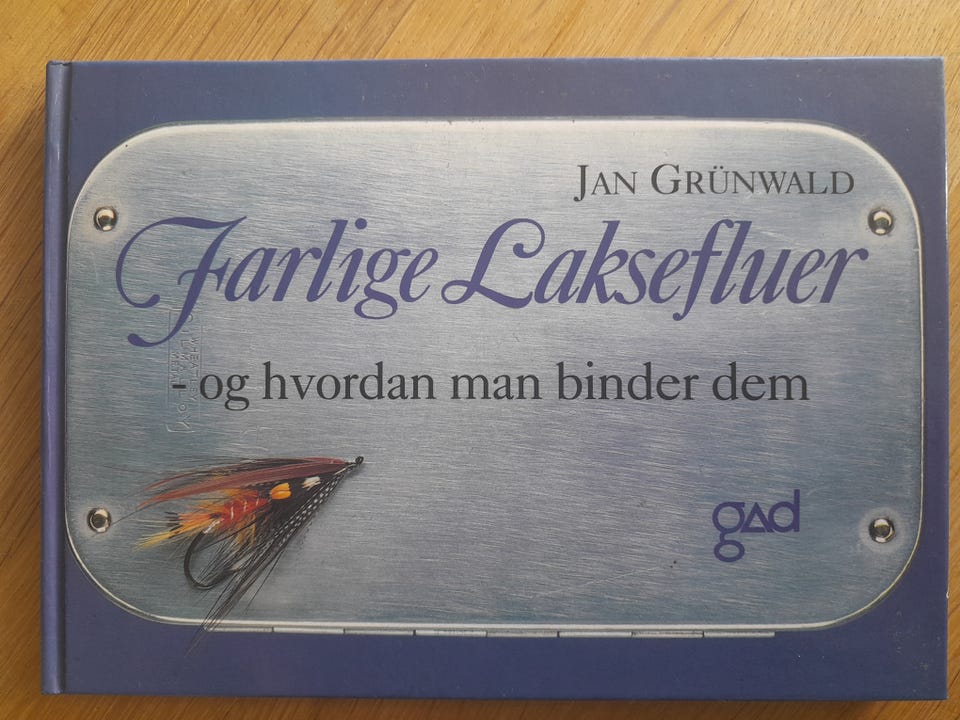 JAN GRÜNWALD
Farlige Laksefluer
- og hvordan man binder dem
gad